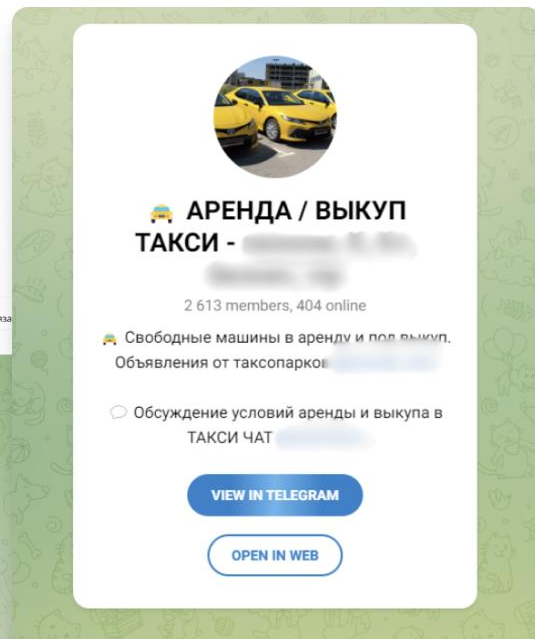 🚕 АРЕНДА / ВЫКУП
ТАКСИ -
2 613 members, 404 online
🚕 Свободные машины в аренду и под выкуп.
Объявления от таксопарков
💬 Обсуждение условий аренды и выкупа в
ТАКСИ ЧАТ
VIEW IN TELEGRAM
OPEN IN WEB